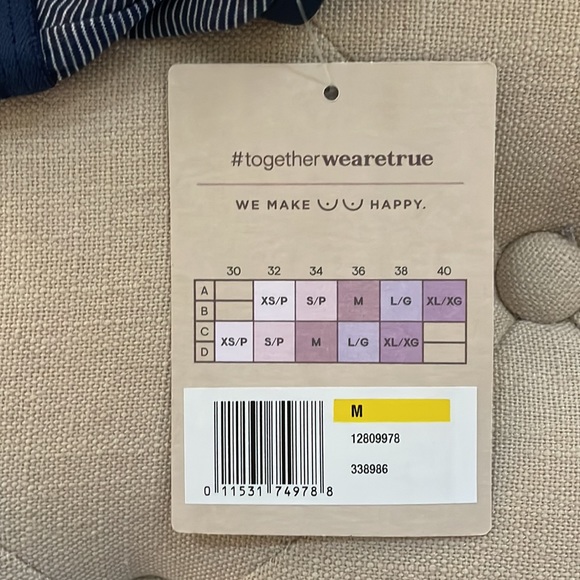 #togetherwearetrue
WE MAKE HAPPY.
30 32 34 36 38 40
A
B
XS/P S/P M L/G XL/XG
C
D
XS/P S/P M L/G XL/XG
M
12809978
338986
0 11531 74978 8